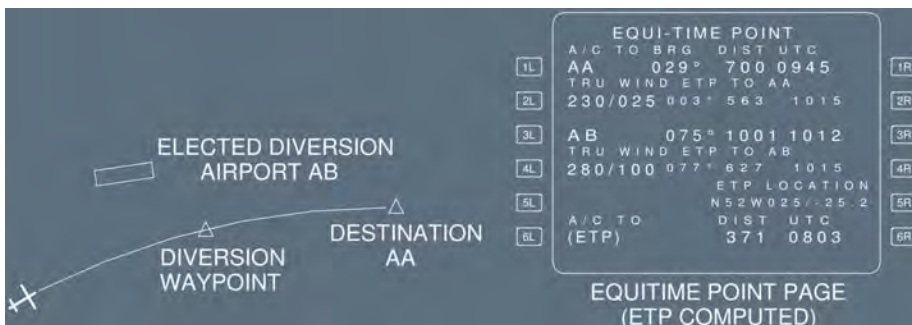 ELECTED DIVERSION
AIRPORT AB
DIVERSION
WAYPOINT
DESTINATION
AA
EQUI-TIME POINT
A/C TO BRG DIST UTC
1L AA 029° 700 0945 1R
TRU WIND ETP TO AA
2L 230/025 003° 563 1015 2R
3L AB 075° 1001 1012 3R
TRU WIND ETP TO AB
4L 280/100 077° 627 1015 4R
ETP LOCATION
5L N52W025/-25.2 5R
A/C TO DIST UTC
6L (ETP) 371 0803 6R
EQUITIME POINT PAGE
(ETP COMPUTED)